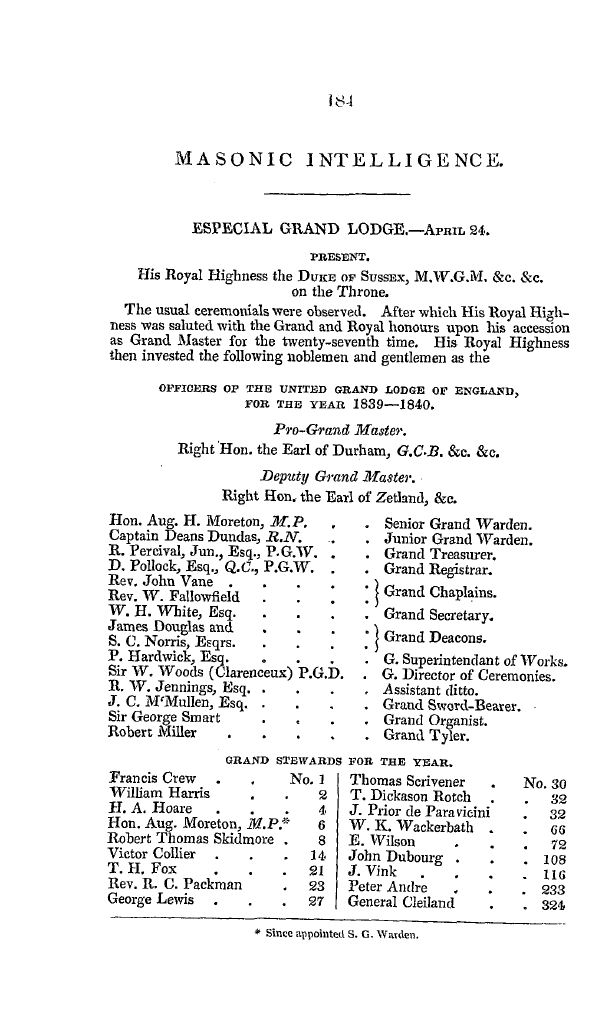 184
MASONIC INTELLIGENCE.
ESPECIAL GRAND LODGE.—APRIL 24.
PRESENT.
His Royal Highness the DUKE OF SUSSEX, M.W.G.M. &c. &c.
on the Throne.
The usual ceremonials were observed. After which His Royal High-
ness was saluted with the Grand and Royal honours upon his accession
as Grand Master for the twenty-seventh time. His Royal Highness
then invested the following noblemen and gentlemen as the
OFFICERS OF THE UNITED GRAND LODGE OF ENGLAND,
FOR THE YEAR 1839—1840.
Pro-Grand Master.
Right Hon. the Earl of Durham, G.C.B. &c. &c.
Deputy Grand Master.
Right Hon. the Earl of Zetland, &c.
Hon. Aug. H. Moreton, M.P. . . Senior Grand Warden.
Captain Deans Dundas, R.N. . . Junior Grand Warden.
R. Percival, Jun., Esq., P.G.W. . . Grand Treasurer.
D. Pollock, Esq., Q.C., P.G.W. . . Grand Registrar.
Rev. John Vane . . . . . }
Rev. W. Fallowfield . . . . } Grand Chaplains.
W. H. White, Esq. . . . . Grand Secretary.
James Douglas and . . . . }
S. C. Norris, Esqrs. . . . . } Grand Deacons.
P. Hardwick, Esq. . . . . G. Superintendant of Works.
Sir W. Woods (Clarenceux) P.G.D. . G. Director of Ceremonies.
R. W. Jennings, Esq. . . . . Assistant ditto.
J. C. M'Mullen, Esq. . . . . Grand Sword-Bearer.
Sir George Smart . . . . Grand Organist.
Robert Miller . . . . . Grand Tyler.
GRAND STEWARDS FOR THE YEAR.
Francis Crew . . No. 1
William Harris . . 2
H. A. Hoare . . . 4
Hon. Aug. Moreton, M.P.* 6
Robert Thomas Skidmore . 8
Victor Collier . . . 14
T. H. Fox . . . 21
Rev. R. C. Packman . 23
George Lewis . . . 27
Thomas Scrivener . No. 30
T. Dickason Rotch . . 32
J. Prior de Paravicini . 32
W. K. Wackerbath . . 66
E. Wilson . . . 72
John Dubourg . . . 108
J. Vink . . . . 116
Peter Andre . . . 233
General Cleiland . . 324
* Since appointed S. G. Warden.